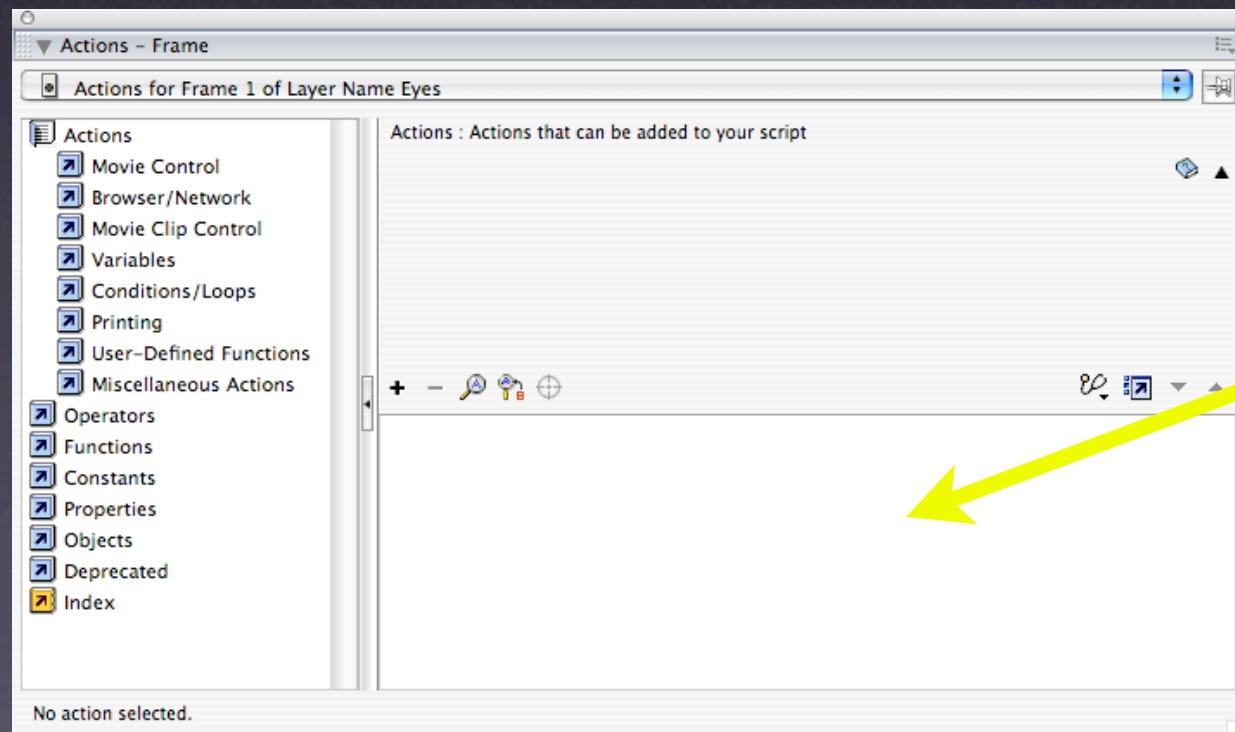 Actions – Frame
Actions for Frame 1 of Layer Name Eyes
Actions
Movie Control
Browser/Network
Movie Clip Control
Variables
Conditions/Loops
Printing
User-Defined Functions
Miscellaneous Actions
Operators
Functions
Constants
Properties
Objects
Deprecated
Index
Actions : Actions that can be added to your script
No action selected.